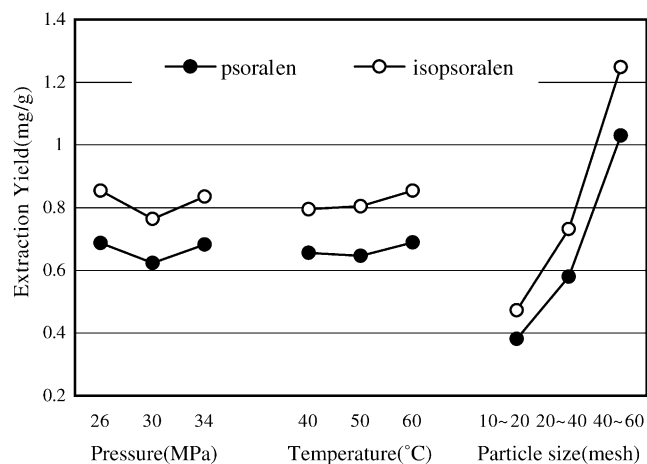 1.4
1.2
1
0.8
0.6
0.4
0.2
Extraction Yield(mg/g)
psoralen isopsoralen
26 30 34 40 50 60 10~20 20~40 40~60
Pressure(MPa) Temperature(°C) Particle size(mesh)